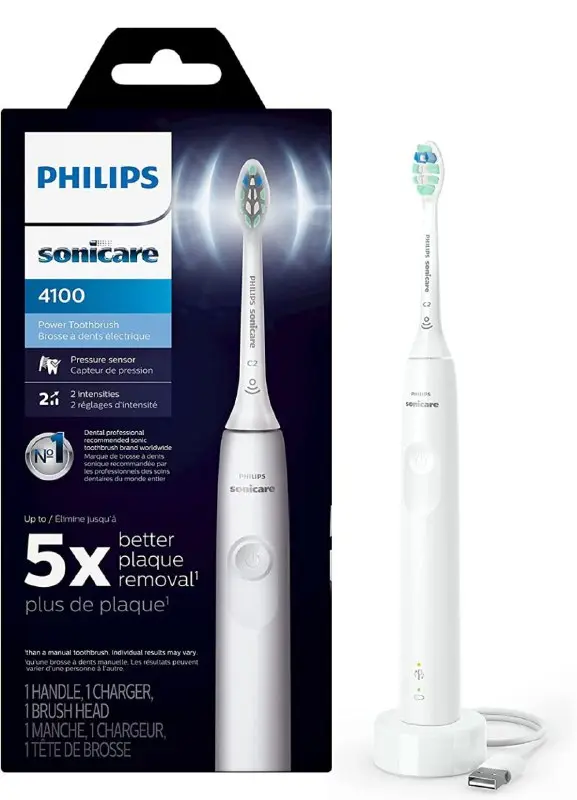 PHILIPS
sonicare
4100
Power Toothbrush
Brosse à dents électrique
Pressure sensor
Capteur de pression
2
2 intensities
2 réglages d'intensité
Nº1
Dental professional
recommended sonic
toothbrush brand worldwide
Marque de brosse à dents
sonique recommandée par
les professionnels des soins
dentaires du monde entier
Up to / Élimine jusqu'à
5x better
plaque
removal¹
plus de plaque¹
¹than a manual toothbrush. Individual results may vary.
¹qu'une brosse à dents manuelle. Les résultats peuvent
varier d'une personne à l'autre.
1 HANDLE, 1 CHARGER,
1 BRUSH HEAD
1 MANCHE, 1 CHARGEUR,
1 TÊTE DE BROSSE
PHILIPS sonicare
C2
PHILIPS
sonicare
PHILIPS sonicare
C2
PHILIPS
sonicare